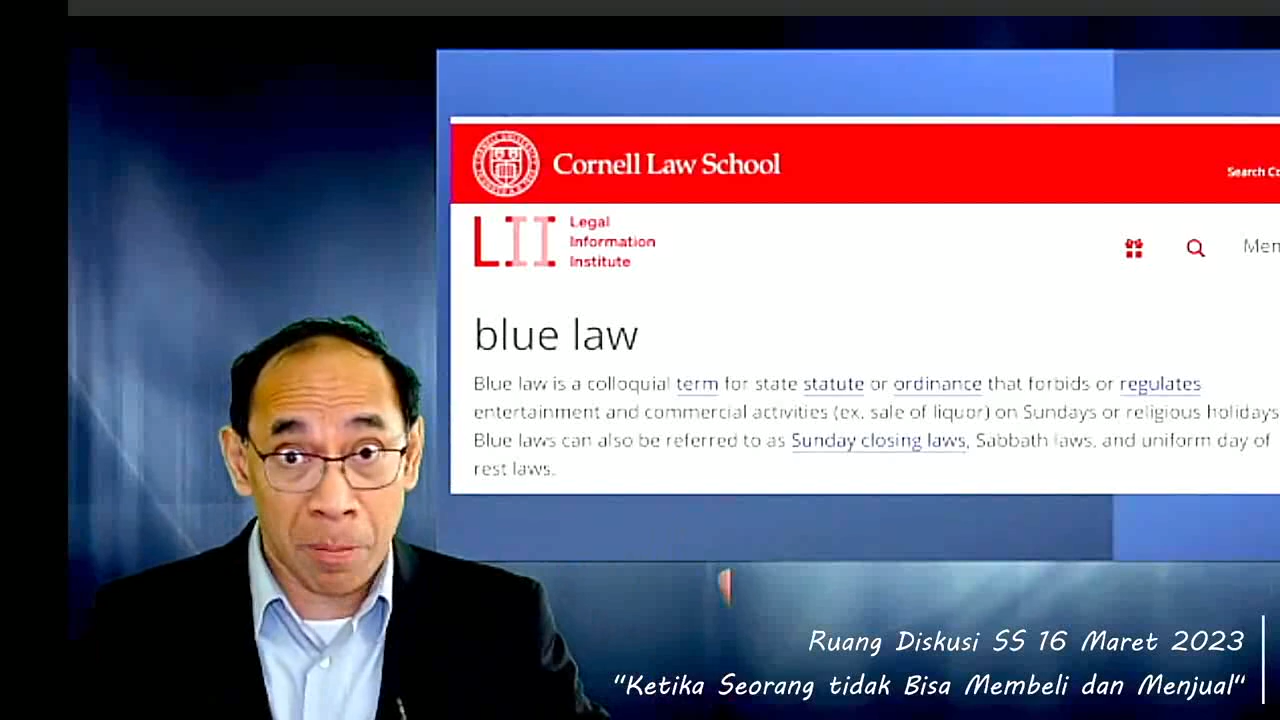 Cornell Law School
Search
LII
Legal
Information
Institute
blue law
Blue law is a colloquial term for state statute or ordinance that forbids or regulates
entertainment and commercial activities (ex. sale of liquor) on Sundays or religious holidays
Blue laws can also be referred to as Sunday closing laws, Sabbath laws, and uniform day of
rest laws.
Ruang Diskusi SS 16 Maret 2023
"Ketika Seorang tidak Bisa Membeli dan Menjual"